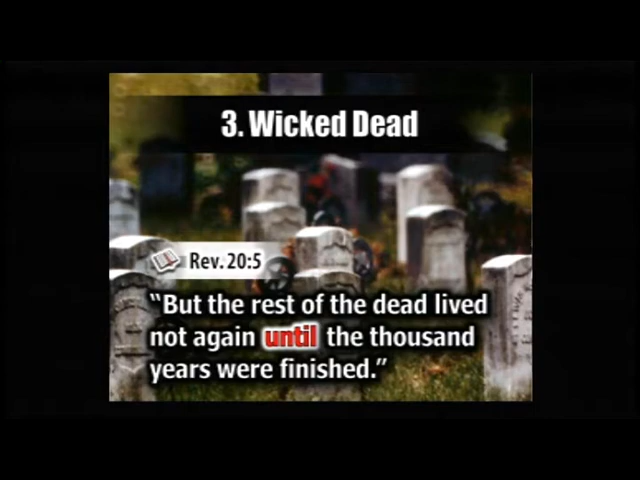 3. Wicked Dead
Rev. 20:5
“But the rest of the dead lived
not again until the thousand
years were finished.”